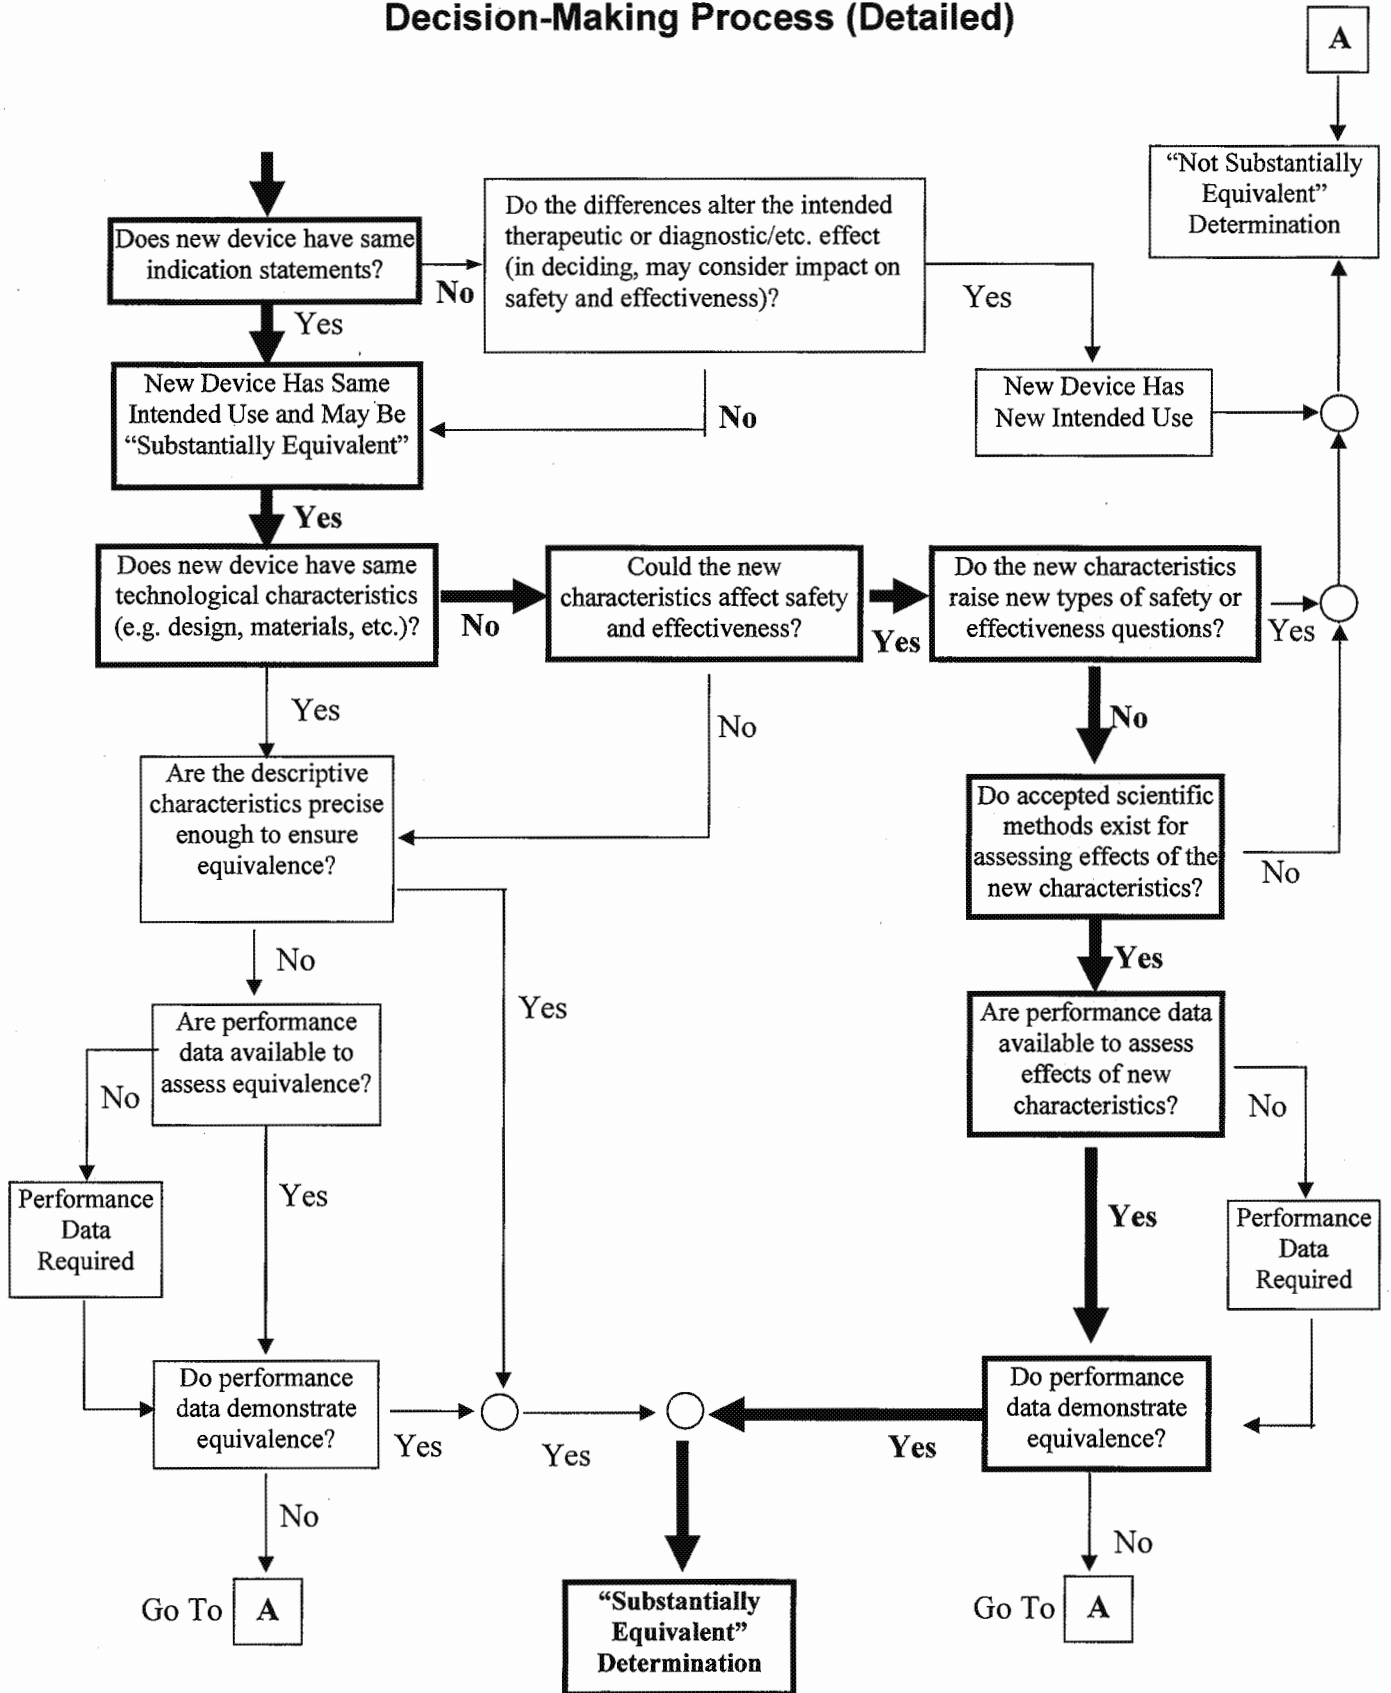 Decision-Making Process (Detailed)
A
“Not Substantially
Equivalent”
Determination
Does new device have same
indication statements?
No
Do the differences alter the intended
therapeutic or diagnostic/etc. effect
(in deciding, may consider impact on
safety and effectiveness)?
Yes
Yes
New Device Has Same
Intended Use and May Be
“Substantially Equivalent”
No
New Device Has
New Intended Use
Yes
Does new device have same
technological characteristics
(e.g. design, materials, etc.)?
No
Could the new
characteristics affect safety
and effectiveness?
Yes
Do the new characteristics
raise new types of safety or
effectiveness questions?
Yes
Yes
No
No
Are the descriptive
characteristics precise
enough to ensure
equivalence?
Do accepted scientific
methods exist for
assessing effects of the
new characteristics?
No
No
Yes
Yes
Are performance
data available to
assess equivalence?
No
Are performance data
available to assess
effects of new
characteristics?
No
Yes
Yes
Performance
Data
Required
Performance
Data
Required
Do performance
data demonstrate
equivalence?
Yes
Yes
Yes
Do performance
data demonstrate
equivalence?
No
No
Go To A
“Substantially
Equivalent”
Determination
Go To A